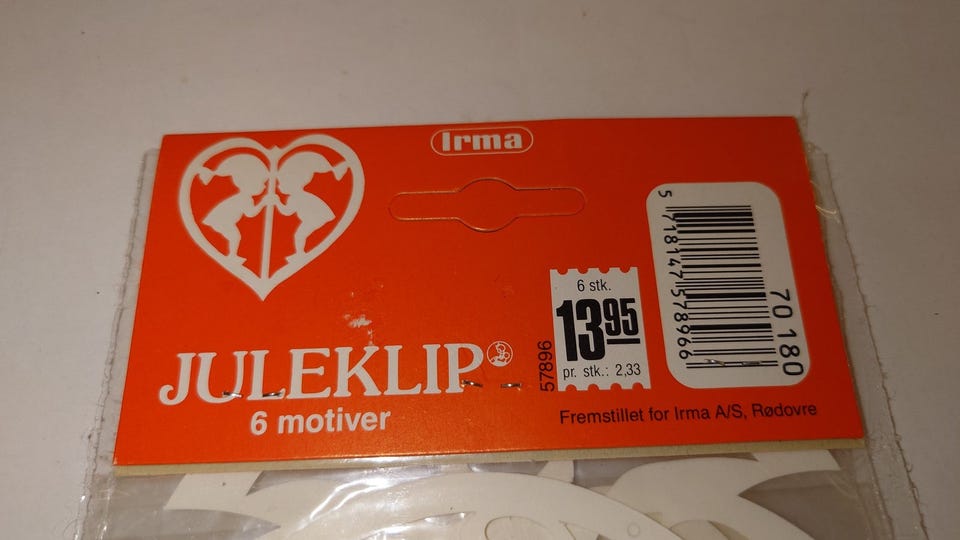 Irma
JULEKLIP
6 motiver
57896
6 stk.
13 95
pr. stk.: 2,33
5 718147 578966
70 180
Fremstillet for Irma A/S, Rødovre